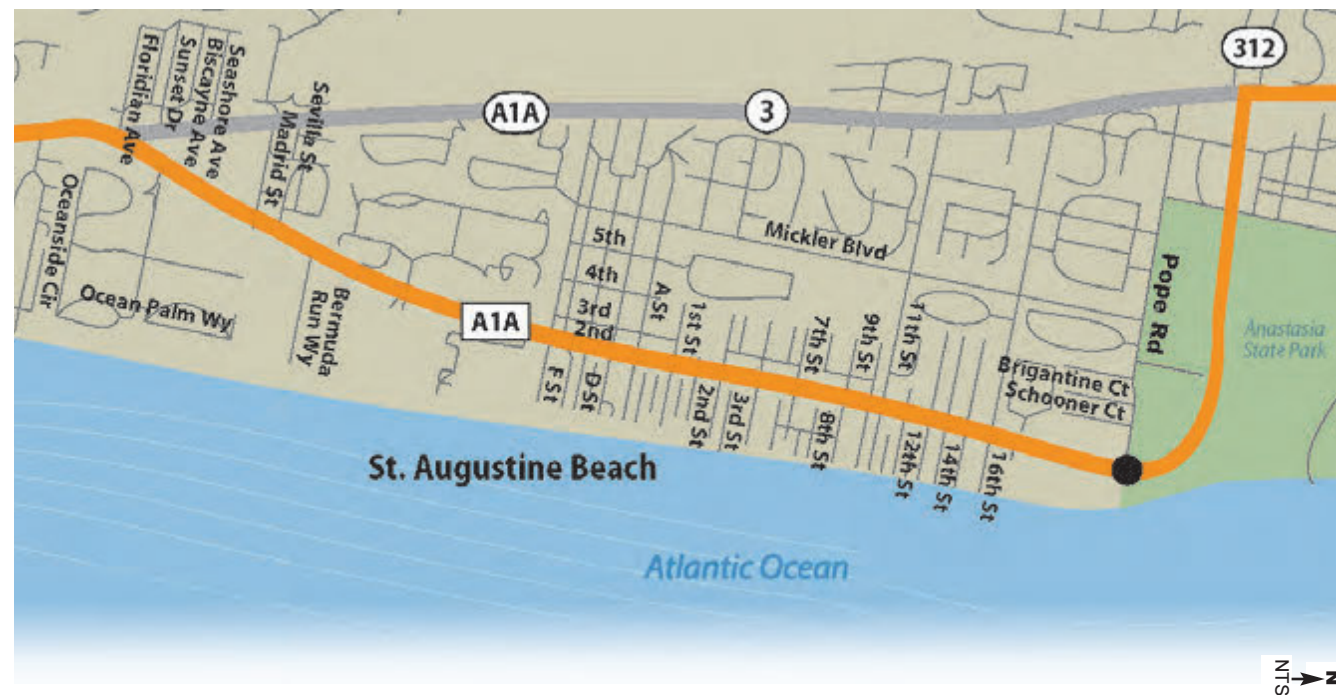 312
A1A
3
Floridian Ave
Sunset Dr
Biscayne Ave
Seashore Ave
Madrid St
Sevilla St
Oceanside Cir
Ocean Palm Wy
Bermuda
Run Wy
Mickler Blvd
5th
4th
3rd
2nd
A1A
A St
1st St
7th St
9th St
11th St
Pope Rd
Anastasia
State Park
Brigantine Ct
Schooner Ct
F St
D St
2nd St
3rd St
8th St
12th St
14th St
16th St
St. Augustine Beach
Atlantic Ocean
NTS
N